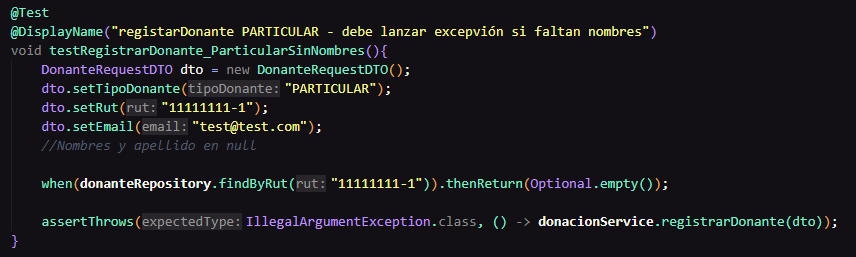 @Test
@DisplayName("registarDonante PARTICULAR - debe lanzar excepvión si faltan nombres")
void testRegistrarDonante_ParticularSinNombres(){
DonanteRequestDTO dto = new DonanteRequestDTO();
dto.setTipoDonante(tipoDonante: "PARTICULAR");
dto.setRut(rut: "11111111-1");
dto.setEmail(email: "test@test.com");
//Nombres y apellido en null
when(donanteRepository.findByRut(rut: "11111111-1")).thenReturn(Optional.empty());
assertThrows(expectedType: IllegalArgumentException.class, () -> donacionService.registrarDonante(dto));
}